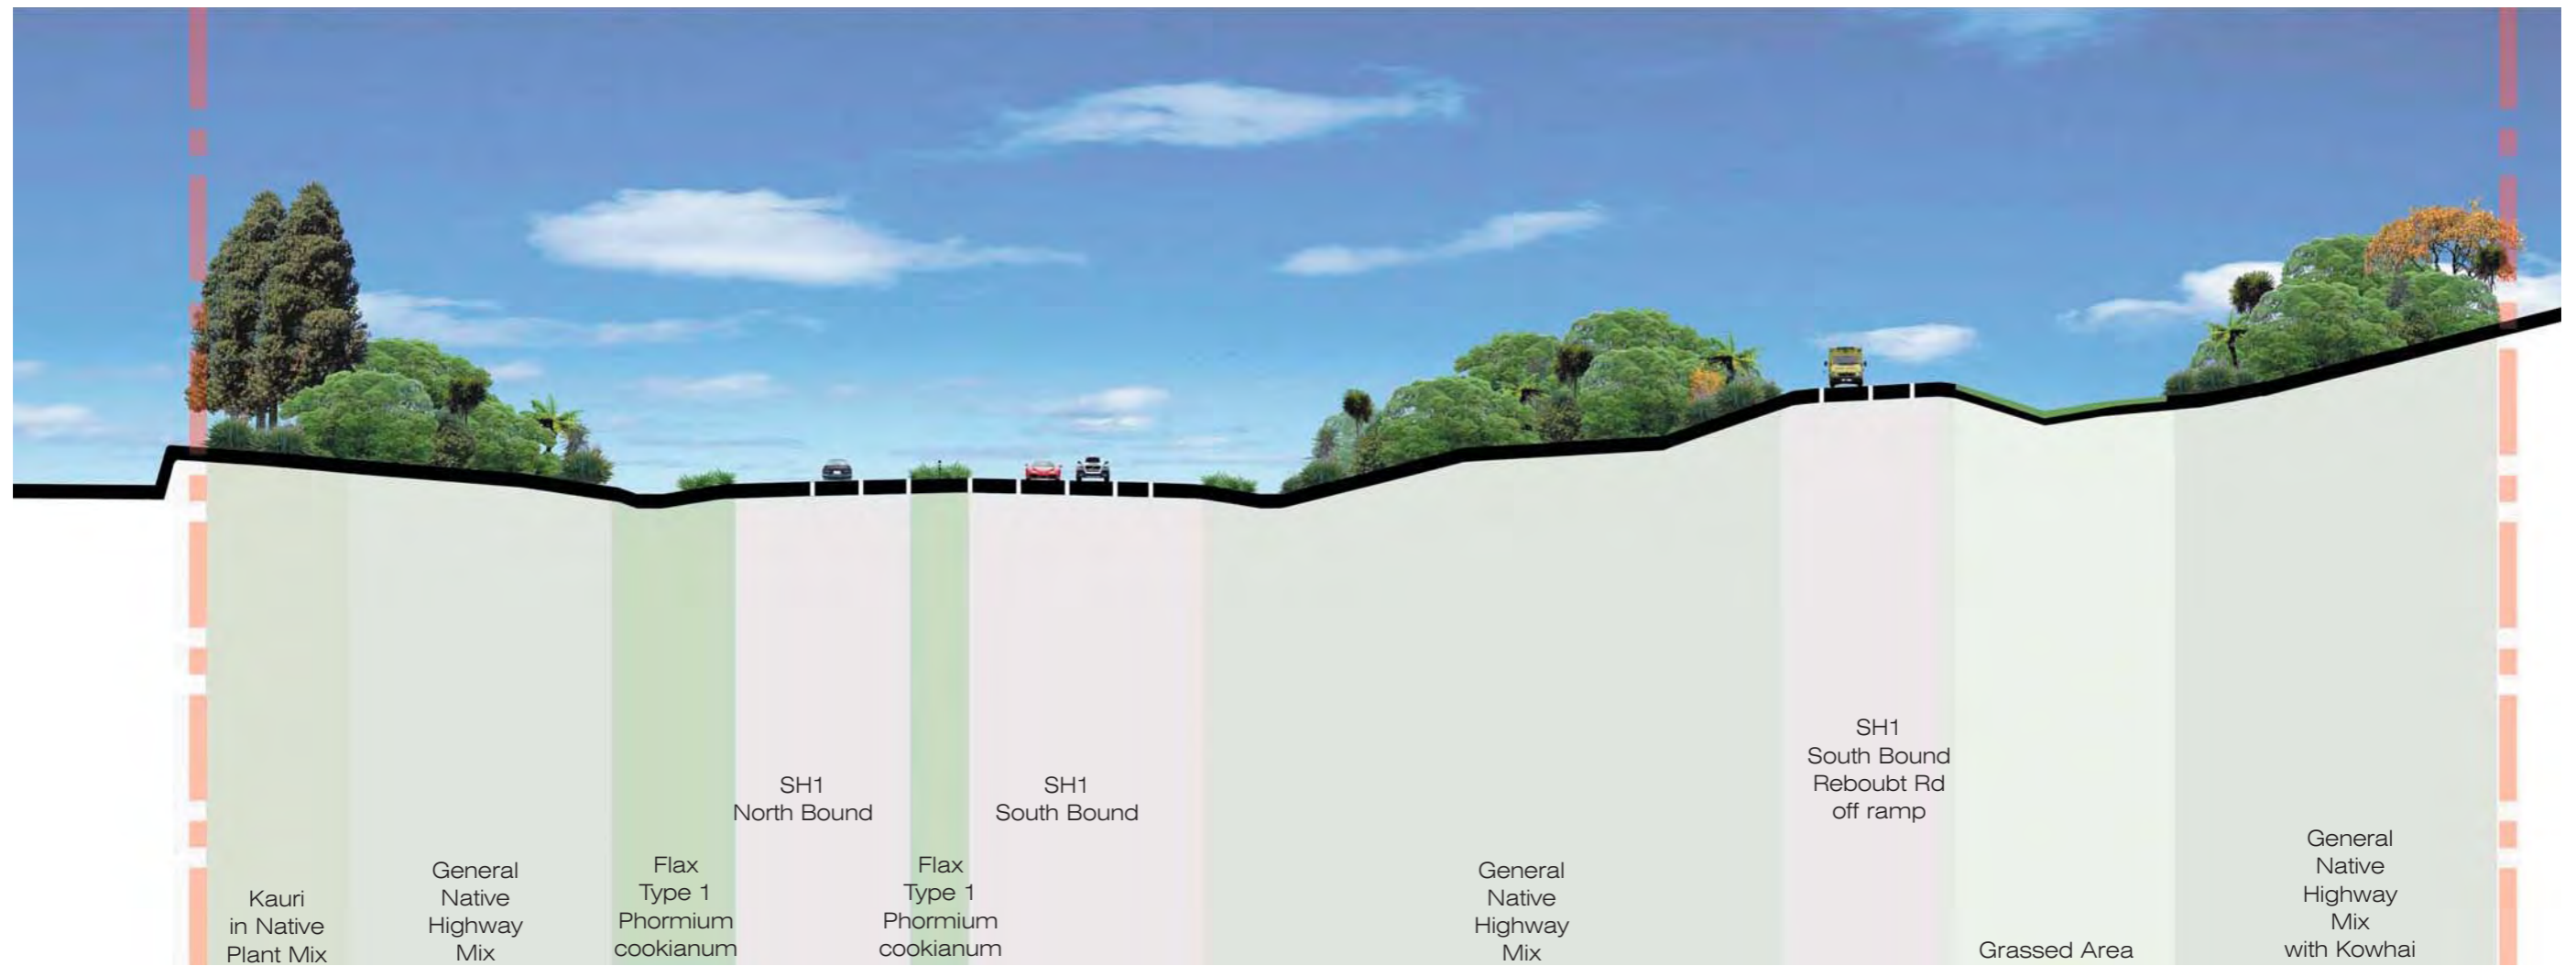 Kauri
in Native
Plant Mix
General
Native
Highway
Mix
Flax
Type 1
Phormium
cookianum
SH1
North Bound
Flax
Type 1
Phormium
cookianum
SH1
South Bound
General
Native
Highway
Mix
SH1
South Bound
Reboubt Rd
off ramp
Grassed Area
General
Native
Highway
Mix
with Kowhai